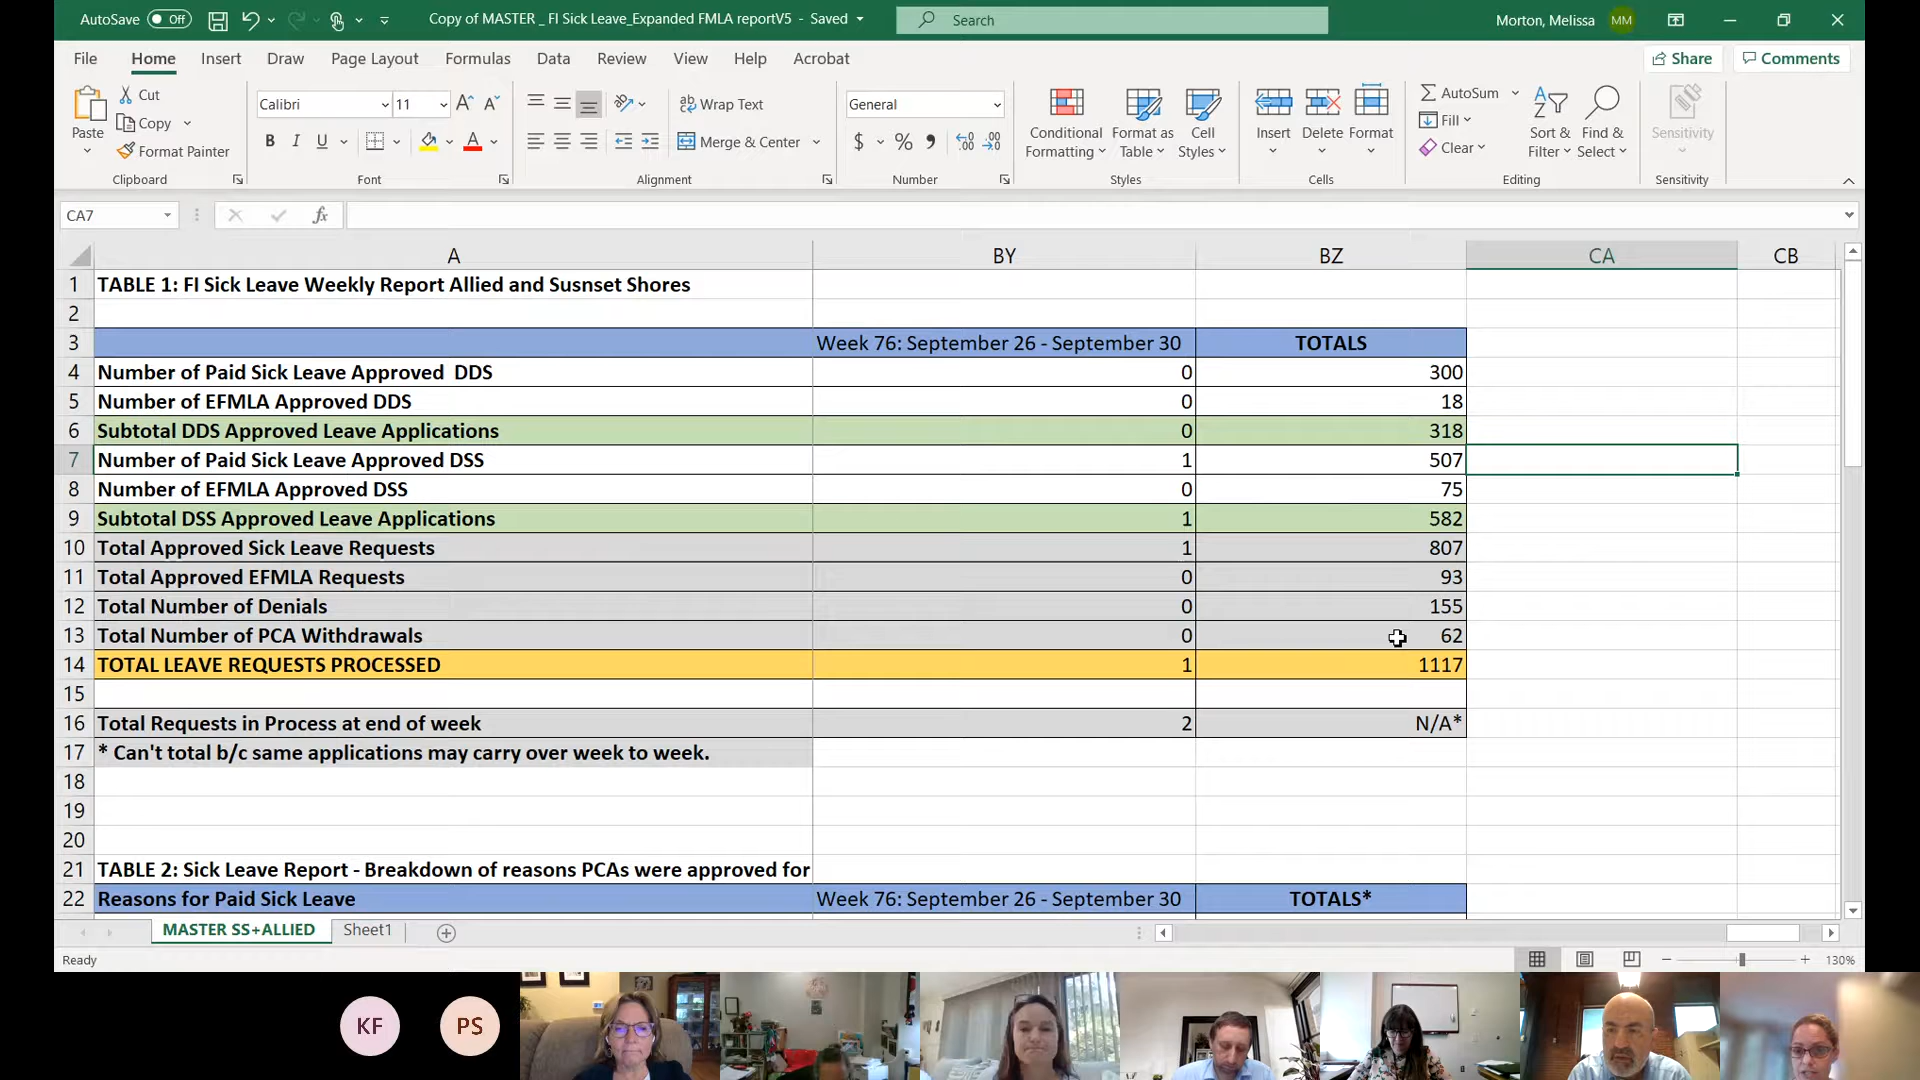 AutoSave Off Copy of MASTER _ FI Sick Leave_Expanded FMLA reportV5 - Saved Search Morton, Melissa MM
File Home Insert Draw Page Layout Formulas Data Review View Help Acrobat Share Comments
Paste Cut Copy Format Painter Clipboard
Calibri 11 B I U A Font
Wrap Text Merge & Center Alignment
General $ % Number
Conditional Formatting Format as Table Cell Styles Styles
Insert Delete Format Cells
AutoSum Fill Clear Sort & Filter Find & Select Editing
Sensitivity Sensitivity
CA7 fx
A BY BZ CA CB
1 TABLE 1: FI Sick Leave Weekly Report Allied and Susnset Shores
2
3 Week 76: September 26 - September 30 TOTALS
4 Number of Paid Sick Leave Approved DDS 0 300
5 Number of EFMLA Approved DDS 0 18
6 Subtotal DDS Approved Leave Applications 0 318
7 Number of Paid Sick Leave Approved DSS 1 507
8 Number of EFMLA Approved DSS 0 75
9 Subtotal DSS Approved Leave Applications 1 582
10 Total Approved Sick Leave Requests 1 807
11 Total Approved EFMLA Requests 0 93
12 Total Number of Denials 0 155
13 Total Number of PCA Withdrawals 0 62
14 TOTAL LEAVE REQUESTS PROCESSED 1 1117
15
16 Total Requests in Process at end of week 2 N/A*
17 * Can't total b/c same applications may carry over week to week.
18
19
20
21 TABLE 2: Sick Leave Report - Breakdown of reasons PCAs were approved for
22 Reasons for Paid Sick Leave Week 76: September 26 - September 30 TOTALS*
MASTER SS+ALLIED Sheet1
Ready 130%
KF PS